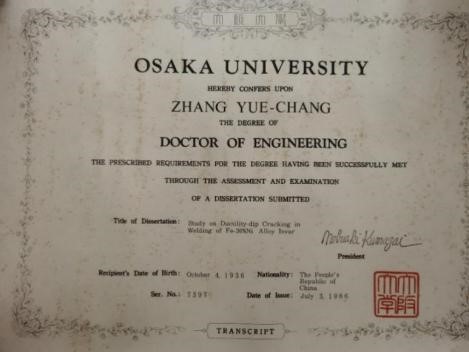 OSAKA UNIVERSITY
HEREBY CONFERS UPON
ZHANG YUE-CHANG
THE DEGREE OF
DOCTOR OF ENGINEERING
THE PRESCRIBED REQUIREMENTS FOR THE DEGREE HAVING BEEN SUCCESSFULLY MET
THROUGH THE ASSESSMENT AND EXAMINATION
OF A DISSERTATION SUBMITTED
Title of Dissertation: Study on Ductility-dip Cracking in
Welding of Fe-36%Ni Alloy Invar
President
Recipient's Date of Birth: October 4, 1936 Nationality: The People's
Republic of
China
Ser. No.: 7397 Date of Issue: July 3, 1986
TRANSCRIPT